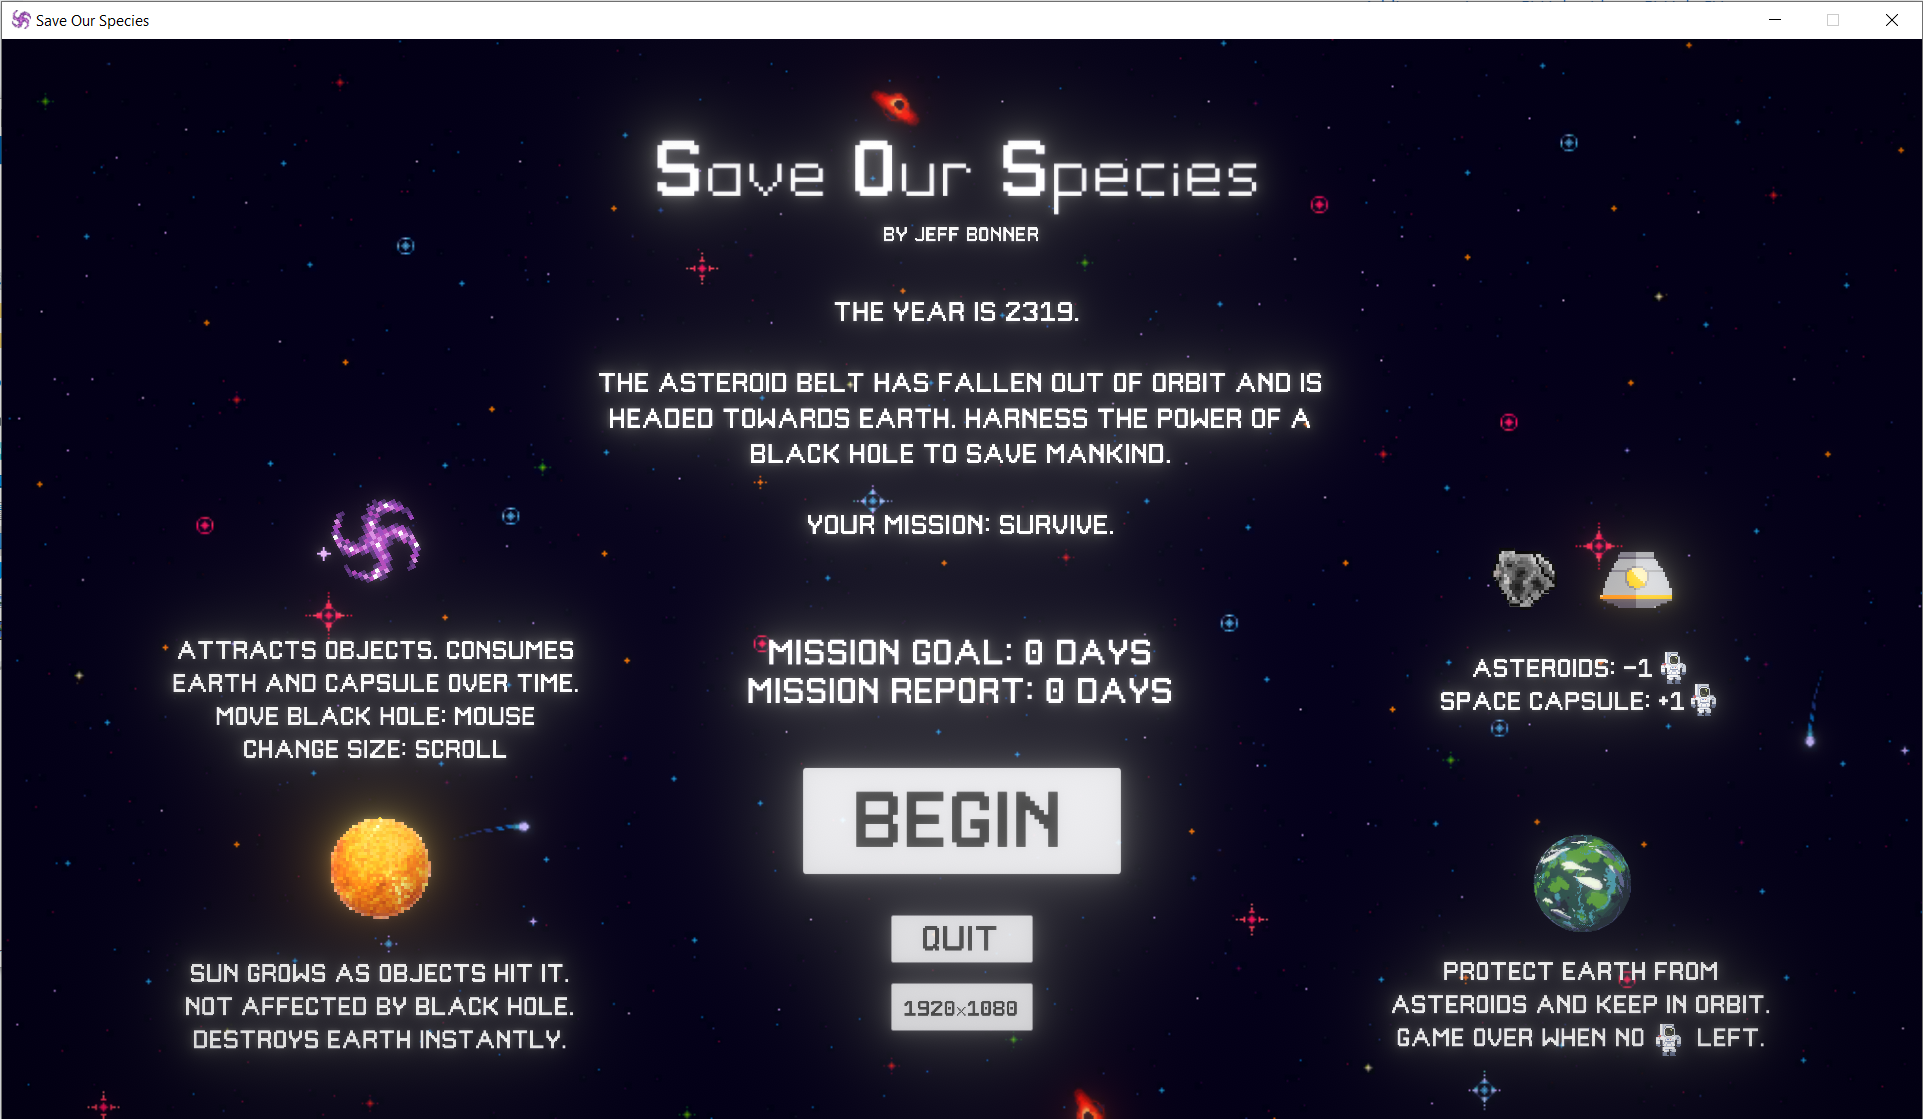 Save Our Species
Save Our Species
BY JEFF BONNER
THE YEAR IS 2319.
THE ASTEROID BELT HAS FALLEN OUT OF ORBIT AND IS
HEADED TOWARDS EARTH. HARNESS THE POWER OF A
BLACK HOLE TO SAVE MANKIND.
YOUR MISSION: SURVIVE.
ATTRACTS OBJECTS. CONSUMES
EARTH AND CAPSULE OVER TIME.
MOVE BLACK HOLE: MOUSE
CHANGE SIZE: SCROLL
MISSION GOAL: 0 DAYS
MISSION REPORT: 0 DAYS
ASTEROIDS: -1
SPACE CAPSULE: +1
BEGIN
QUIT
1920x1080
SUN GROWS AS OBJECTS HIT IT.
NOT AFFECTED BY BLACK HOLE.
DESTROYS EARTH INSTANTLY.
PROTECT EARTH FROM
ASTEROIDS AND KEEP IN ORBIT.
GAME OVER WHEN NO LEFT.